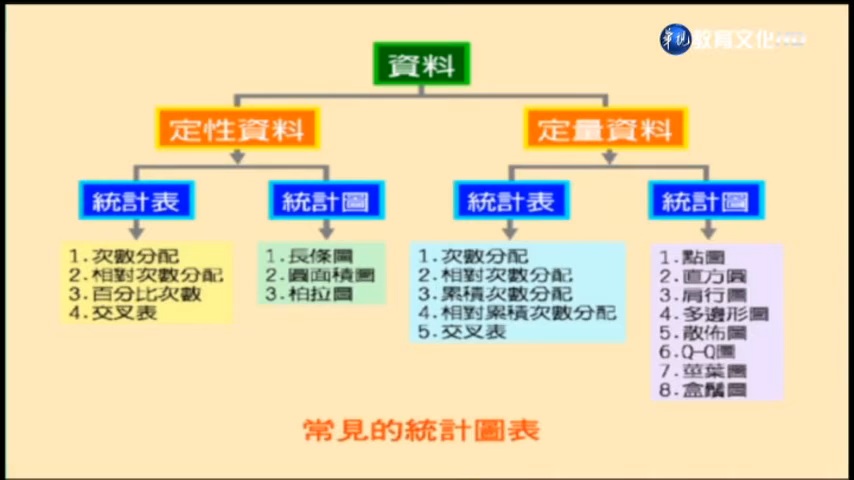 華視 教育文化HD
資料
定性資料
定量資料
統計表
統計圖
統計表
統計圖
1.次數分配
2.相對次數分配
3.百分比次數
4.交叉表
1.長條圖
2.圓面積圖
3.柏拉圖
1.次數分配
2.相對次數分配
3.累積次數分配
4.相對累積次數分配
5.交叉表
1.點圖
2.直方圓
3.肩行圖
4.多邊形圖
5.散佈圖
6.Q-Q圖
7.莖葉圖
8.盒鬚圖
常見的統計圖表